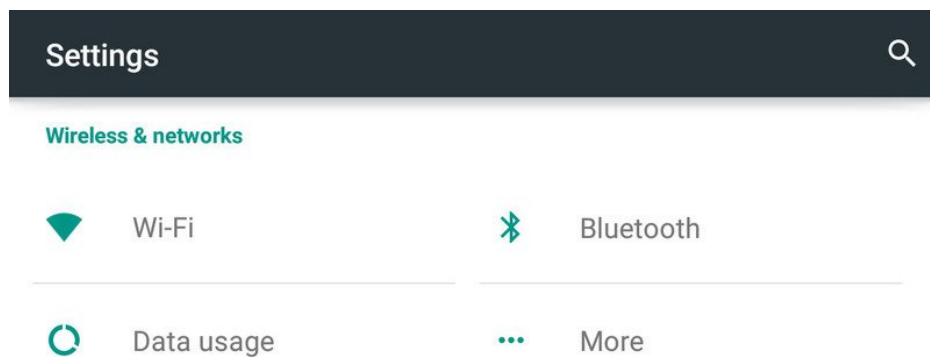 Settings
Wireless & networks
Wi-Fi
Bluetooth
Data usage
More